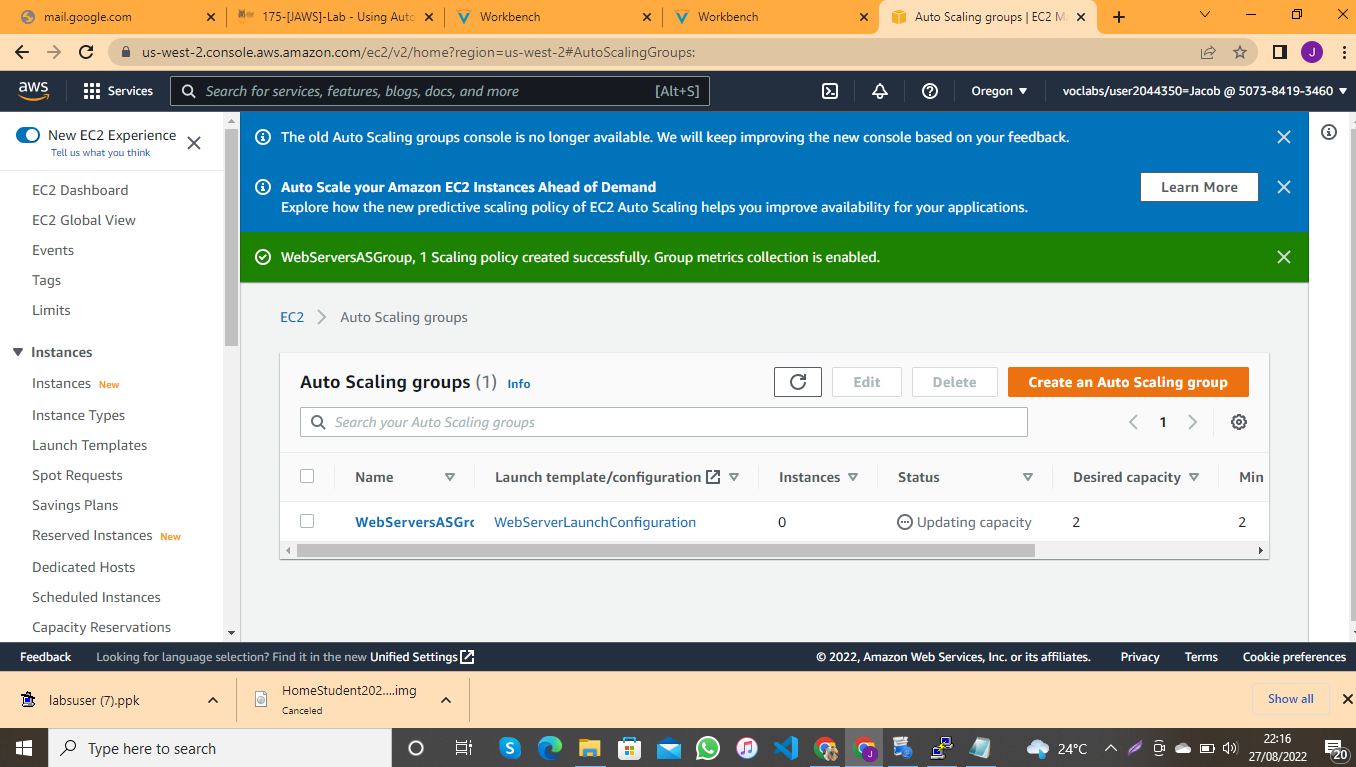 mail.google.com
175-[JAWS]-Lab - Using Auto
Workbench
Workbench
Auto Scaling groups | EC2 M
us-west-2.console.aws.amazon.com/ec2/v2/home?region=us-west-2#AutoScalingGroups:
J
aws
Services
Search for services, features, blogs, docs, and more
[Alt+S]
Oregon
voclabs/user2044350=Jacob @ 5073-8419-3460
New EC2 Experience
Tell us what you think
EC2 Dashboard
EC2 Global View
Events
Tags
Limits
Instances
Instances New
Instance Types
Launch Templates
Spot Requests
Savings Plans
Reserved Instances New
Dedicated Hosts
Scheduled Instances
Capacity Reservations
The old Auto Scaling groups console is no longer available. We will keep improving the new console based on your feedback.
Auto Scale your Amazon EC2 Instances Ahead of Demand
Explore how the new predictive scaling policy of EC2 Auto Scaling helps you improve availability for your applications.
Learn More
WebServersASGroup, 1 Scaling policy created successfully. Group metrics collection is enabled.
EC2 Auto Scaling groups
Auto Scaling groups (1) Info
Edit
Delete
Create an Auto Scaling group
Search your Auto Scaling groups
1
Name Launch template/configuration Instances Status Desired capacity Min
WebServersASGro WebServerLaunchConfiguration 0 Updating capacity 2 2
Feedback
Looking for language selection? Find it in the new Unified Settings
© 2022, Amazon Web Services, Inc. or its affiliates.
Privacy
Terms
Cookie preferences
labsuser (7).ppk
HomeStudent202....img
Canceled
Show all
Type here to search
J
24°C
22:16
27/08/2022
20